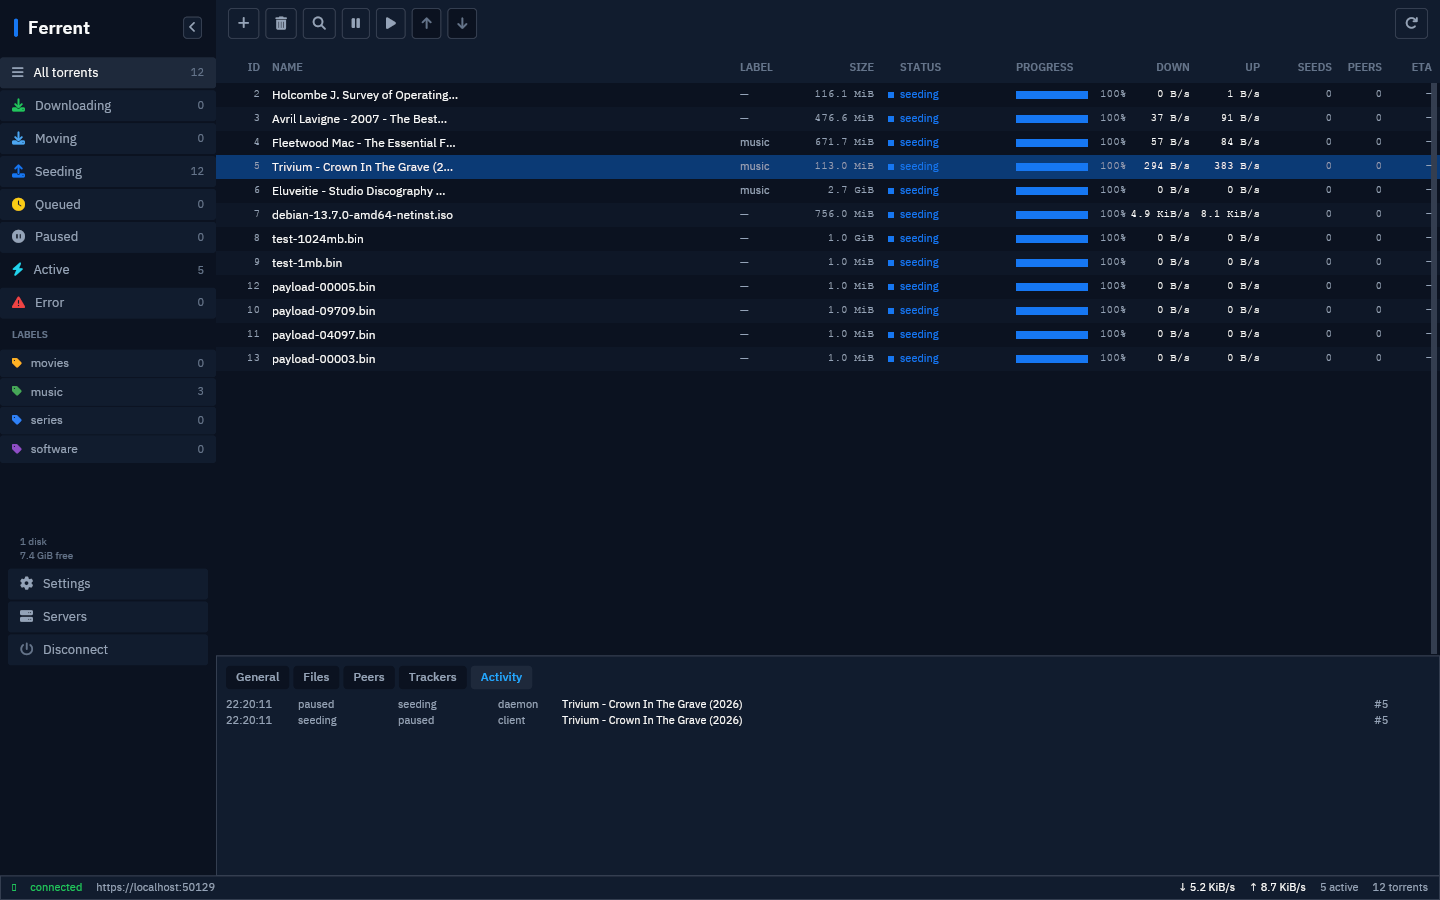 Ferrent
All torrents 12
Downloading 0
Moving 0
Seeding 12
Queued 0
Paused 0
Active 5
Error 0
LABELS
movies 0
music 3
series 0
software 0
1 disk
7.4 GiB free
Settings
Servers
Disconnect
ID NAME LABEL SIZE STATUS PROGRESS DOWN UP SEEDS PEERS ETA
2 Holcombe J. Survey of Operating... — 116.1 MiB seeding 100% 0 B/s 1 B/s 0 0 —
3 Avril Lavigne - 2007 - The Best... — 476.6 MiB seeding 100% 37 B/s 91 B/s 0 0 —
4 Fleetwood Mac - The Essential F... music 671.7 MiB seeding 100% 57 B/s 84 B/s 0 0 —
5 Trivium - Crown In The Grave (2... music 113.0 MiB seeding 100% 294 B/s 383 B/s 0 0 —
6 Eluveitie - Studio Discography ... music 2.7 GiB seeding 100% 0 B/s 0 B/s 0 0 —
7 debian-13.7.0-amd64-netinst.iso — 756.0 MiB seeding 100% 4.9 KiB/s 8.1 KiB/s 0 0 —
8 test-1024mb.bin — 1.0 GiB seeding 100% 0 B/s 0 B/s 0 0 —
9 test-1mb.bin — 1.0 MiB seeding 100% 0 B/s 0 B/s 0 0 —
12 payload-00005.bin — 1.0 MiB seeding 100% 0 B/s 0 B/s 0 0 —
10 payload-09709.bin — 1.0 MiB seeding 100% 0 B/s 0 B/s 0 0 —
11 payload-04097.bin — 1.0 MiB seeding 100% 0 B/s 0 B/s 0 0 —
13 payload-00003.bin — 1.0 MiB seeding 100% 0 B/s 0 B/s 0 0 —
General Files Peers Trackers Activity
22:20:11 paused seeding daemon Trivium - Crown In The Grave (2026) #5
22:20:11 seeding paused client Trivium - Crown In The Grave (2026) #5
connected https://localhost:50129 ↓ 5.2 KiB/s ↑ 8.7 KiB/s 5 active 12 torrents